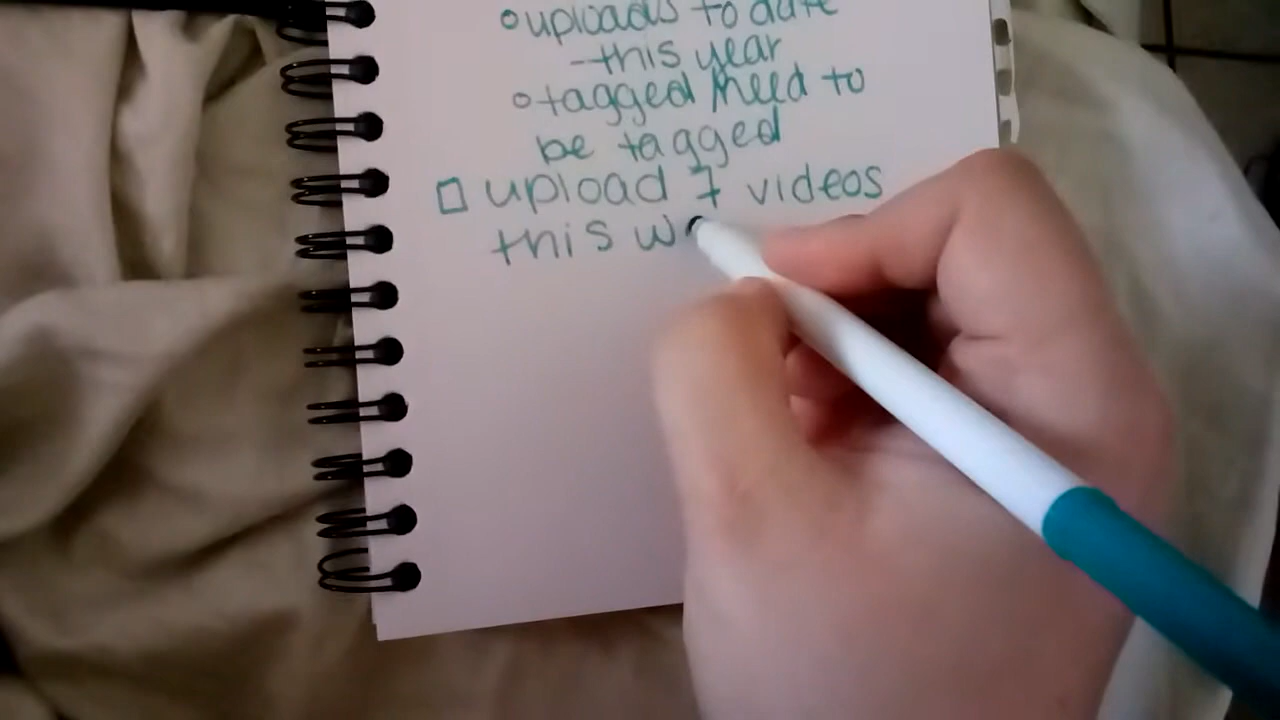 ○ uploads to date
- this year
○ tagged / need to
be tagged
□ upload 7 videos
this we